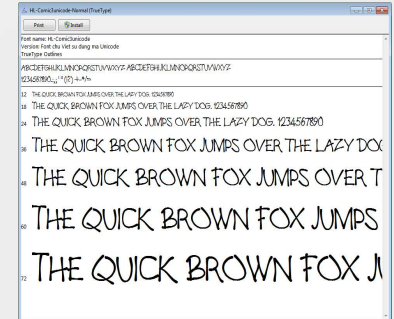 HL-Comic3unicode-Normal (TrueType)
Print Install
Font name: HL-Comic3unicode
Version: Font chu Viet su dung ma Unicode
TrueType Outlines
ABCDEFGHIJKLMNOPQRSTUVWXYZ ABCDEFGHIJKLMNOPQRSTUVWXYZ
1234567890.:,; ' " (!?) +-*/=
12 THE QUICK BROWN FOX JUMPS OVER THE LAZY DOG. 1234567890
18 THE QUICK BROWN FOX JUMPS OVER THE LAZY DOG. 1234567890
24 THE QUICK BROWN FOX JUMPS OVER THE LAZY DOG. 1234567890
36 THE QUICK BROWN FOX JUMPS OVER THE LAZY DOG
48 THE QUICK BROWN FOX JUMPS OVER T
60 THE QUICK BROWN FOX JUMPS
72 THE QUICK BROWN FOX JU